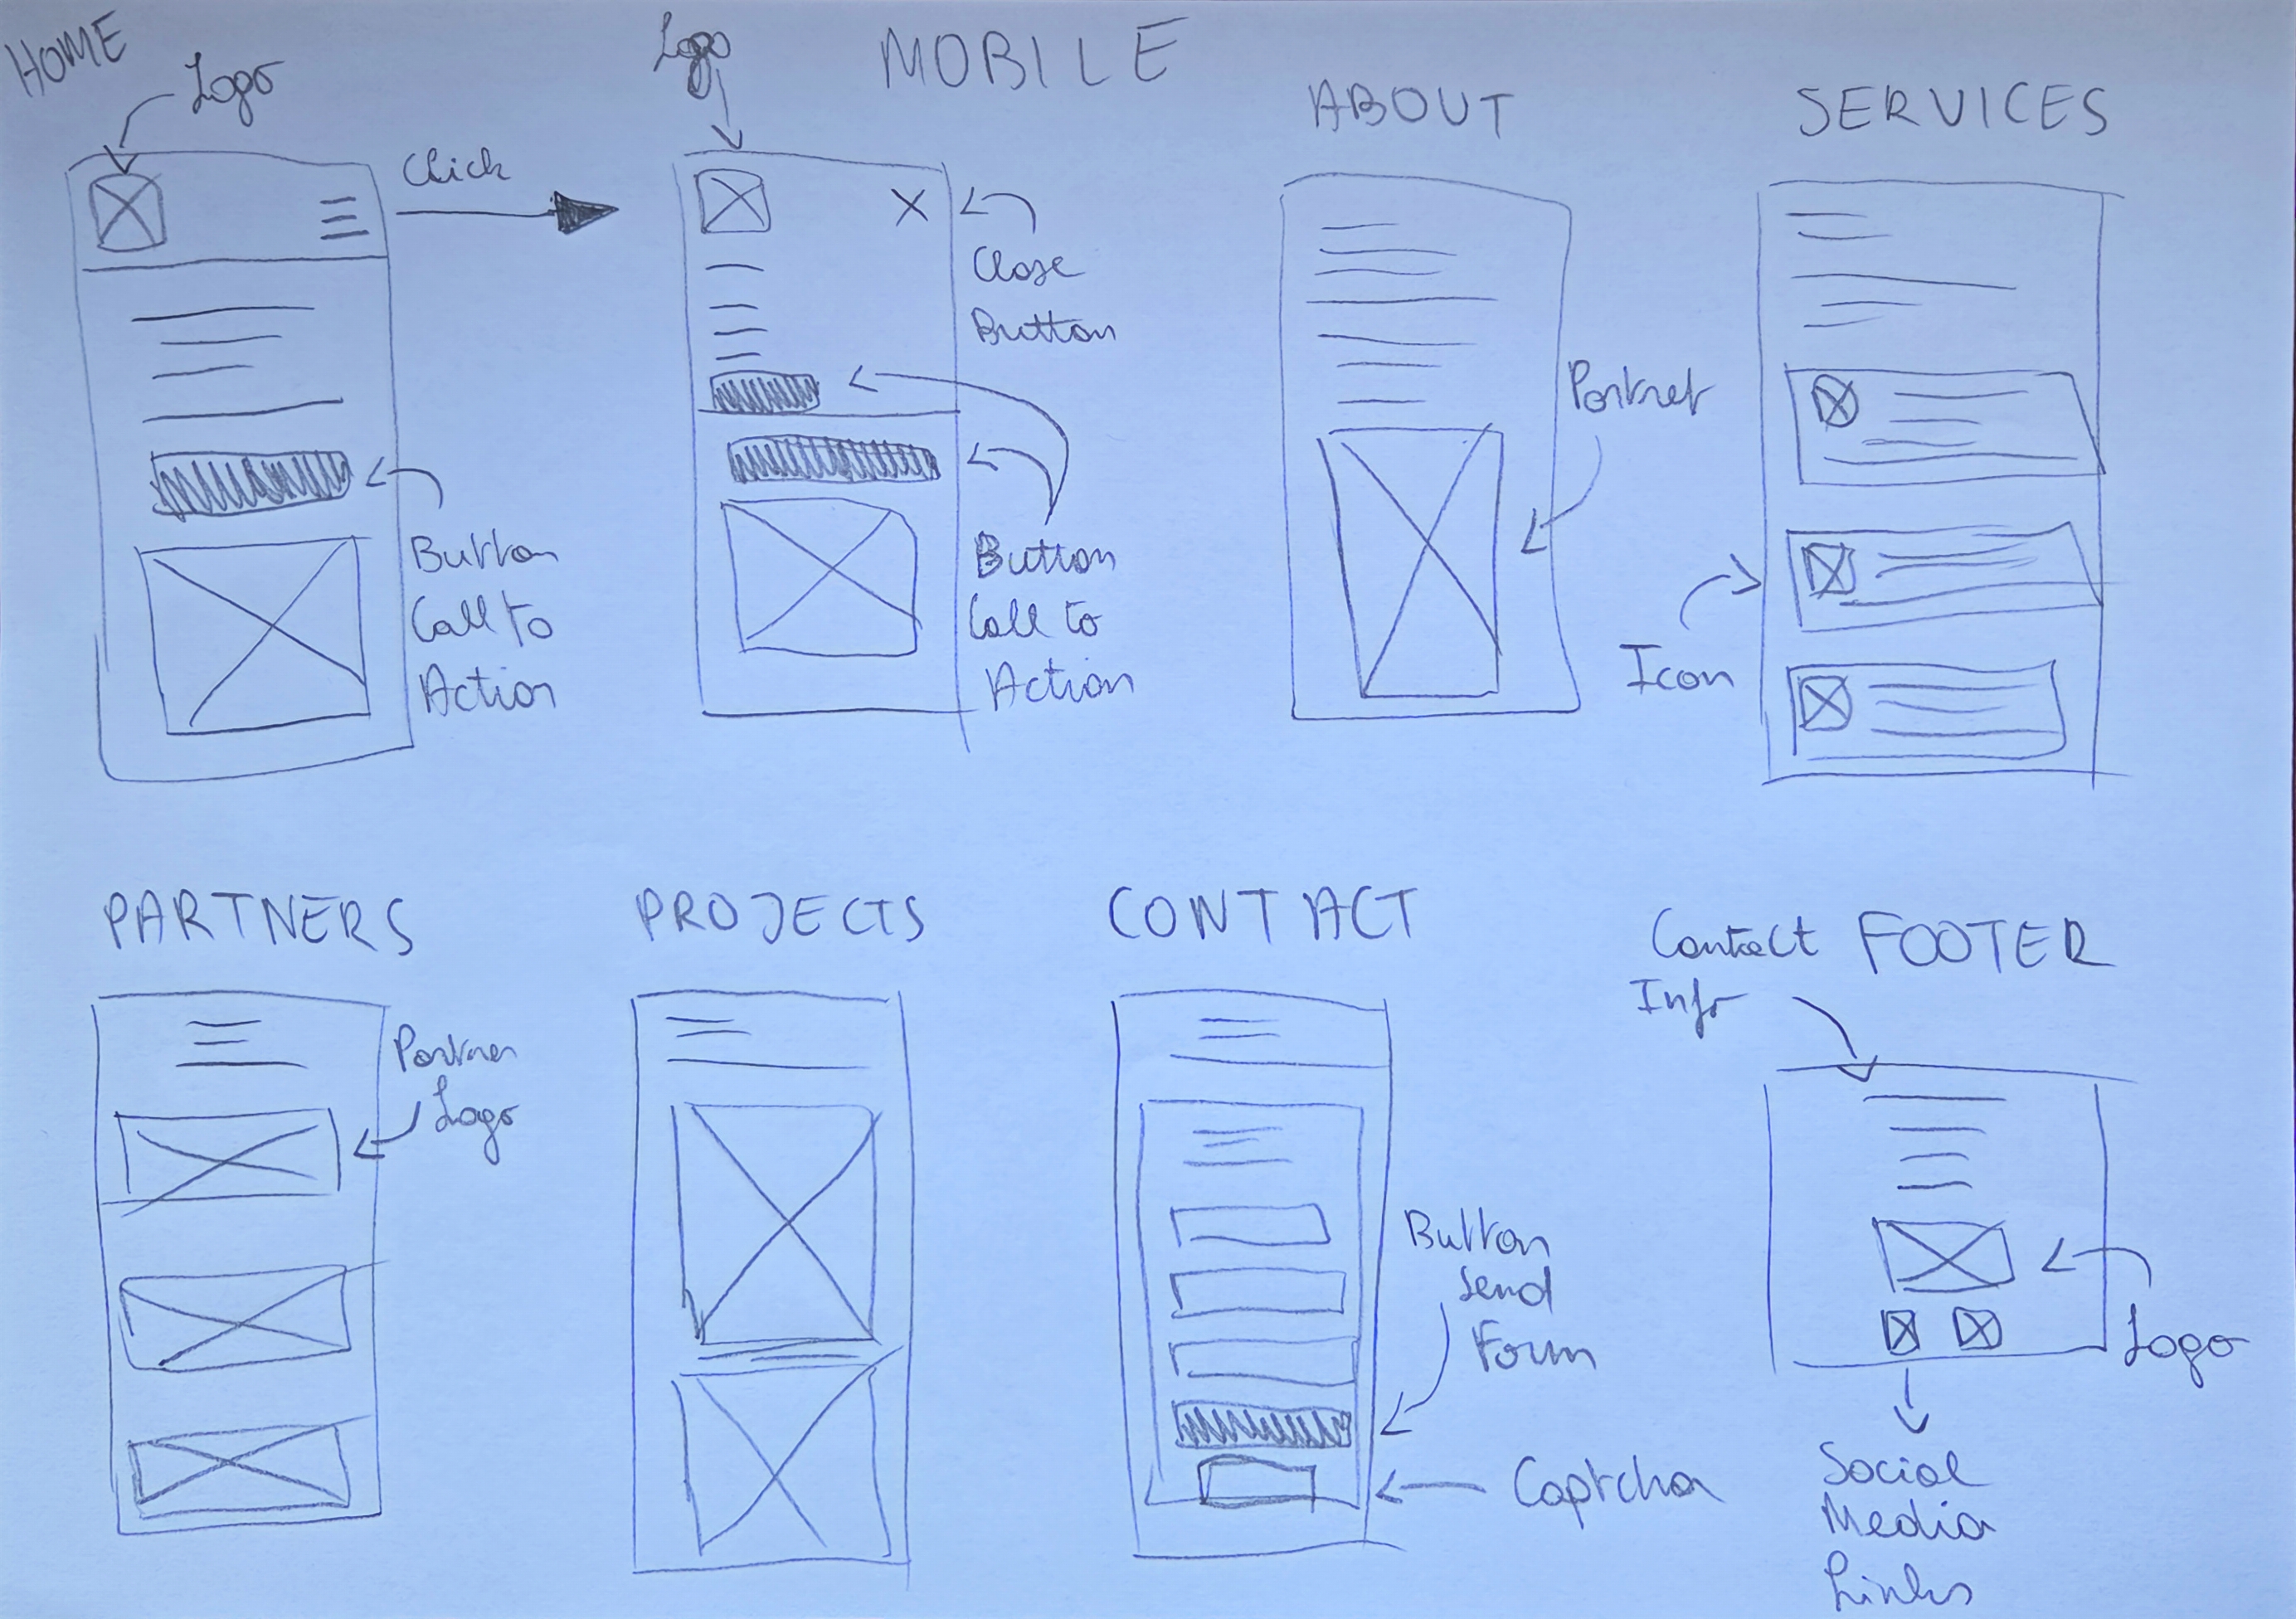 HOME
Logo
Logo
MOBILE
ABOUT
SERVICES
Click
Close
Button
Button
Call to
Action
Button
Call to
Action
Portret
Icon
PARTNERS
PROJECTS
CONTACT
Contact
Info
FOOTER
Partner
Logo
Button
Send
Form
Captcha
Logo
Social
Media
Links